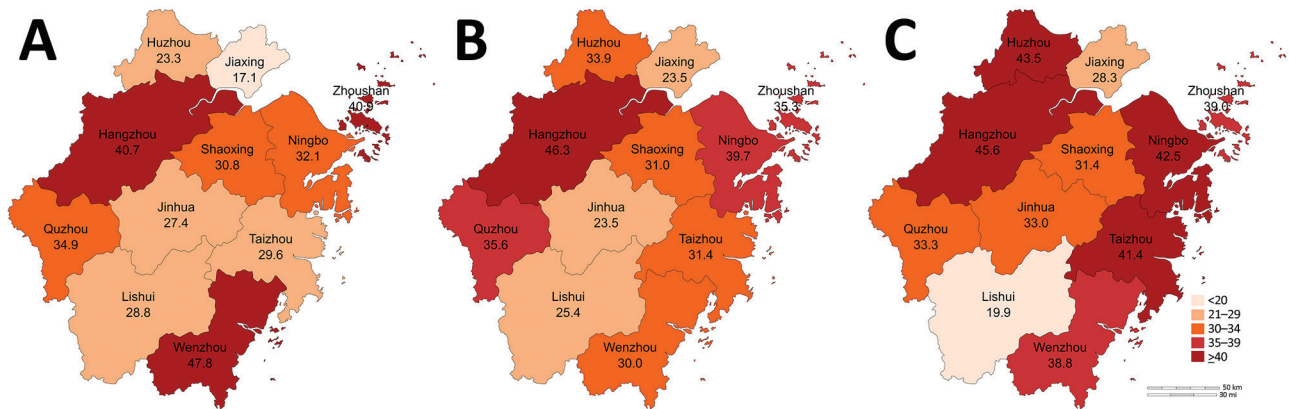 A
Huzhou
23.3
Jiaxing
17.1
Zhoushan
40.9
Hangzhou
40.7
Shaoxing
30.8
Ningbo
32.1
Jinhua
27.4
Quzhou
34.9
Taizhou
29.6
Lishui
28.8
Wenzhou
47.8
B
Huzhou
33.9
Jiaxing
23.5
Zhoushan
35.3
Hangzhou
46.3
Shaoxing
31.0
Ningbo
39.7
Jinhua
23.5
Quzhou
35.6
Taizhou
31.4
Lishui
25.4
Wenzhou
30.0
C
Huzhou
43.5
Jiaxing
28.3
Zhoushan
39.0
Hangzhou
45.6
Shaoxing
31.4
Ningbo
42.5
Jinhua
33.0
Quzhou
33.3
Taizhou
41.4
Lishui
19.9
Wenzhou
38.8
<20
21–29
30–34
35–39
≥40
50 km
30 mi